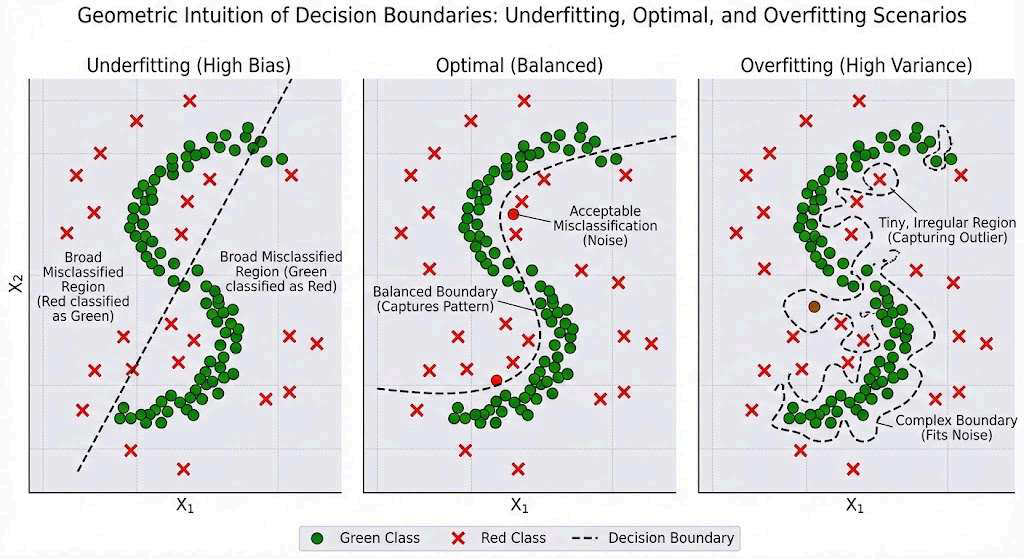 Geometric Intuition of Decision Boundaries: Underfitting, Optimal, and Overfitting Scenarios
Underfitting (High Bias)
X2
Broad
Misclassified
Region
(Red classified
as Green)
Broad Misclassified
Region (Green
classified as Red)
X1
Optimal (Balanced)
Acceptable
Misclassification
(Noise)
Balanced Boundary
(Captures Pattern)
X1
Overfitting (High Variance)
Tiny, Irregular Region
(Capturing Outlier)
Complex Boundary
(Fits Noise)
X1
Green Class
Red Class
Decision Boundary